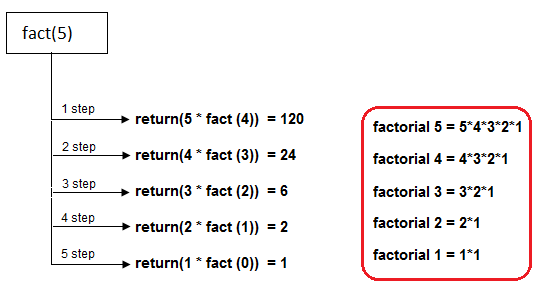 fact(5)
1 step
return(5 * fact (4))  = 120
2 step
return(4 * fact (3))  = 24
3 step
return(3 * fact (2))  = 6
4 step
return(2 * fact (1))  = 2
5 step
return(1 * fact (0))  = 1
factorial 5 = 5*4*3*2*1
factorial 4 = 4*3*2*1
factorial 3 = 3*2*1
factorial 2 = 2*1
factorial 1 = 1*1